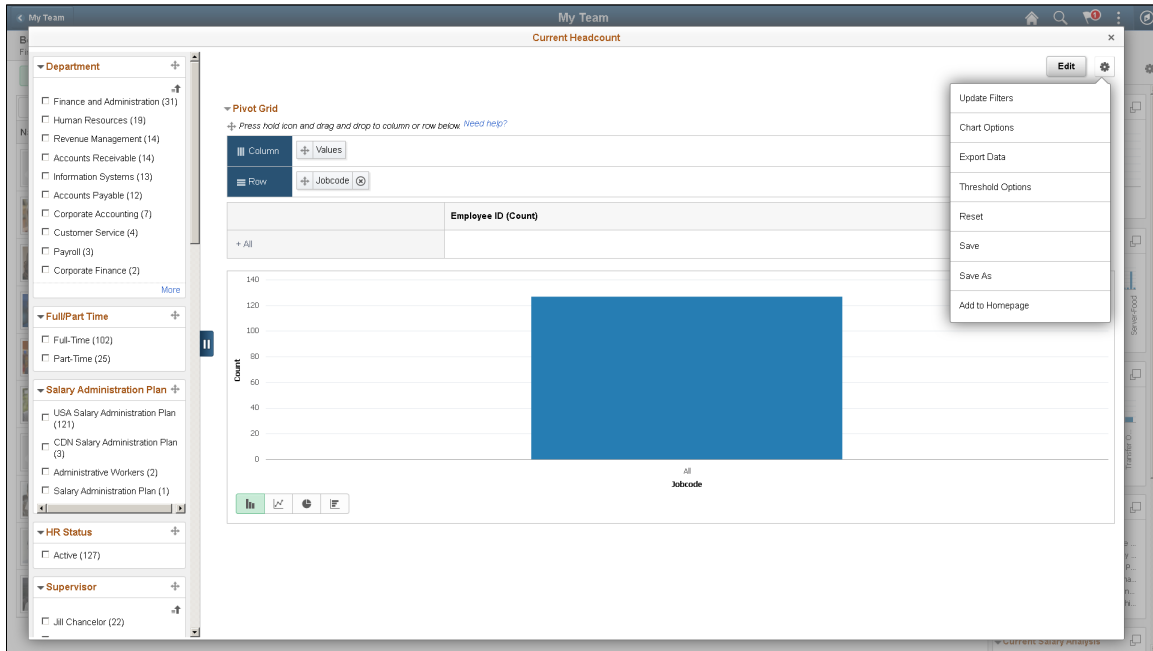 My Team
My Team
1
Current Headcount
×
Department
Finance and Administration (31)
Human Resources (19)
Revenue Management (14)
Accounts Receivable (14)
Information Systems (13)
Accounts Payable (12)
Corporate Accounting (7)
Customer Service (4)
Payroll (3)
Corporate Finance (2)
More
Full/Part Time
Full-Time (102)
Part-Time (25)
Salary Administration Plan
USA Salary Administration Plan
(121)
CDN Salary Administration Plan
(3)
Administrative Workers (2)
Salary Administration Plan (1)
HR Status
Active (127)
Supervisor
Jill Chancelor (22)
Edit
Update Filters
Chart Options
Export Data
Threshold Options
Reset
Save
Save As
Add to Homepage
Pivot Grid
Press hold icon and drag and drop to column or row below. Need help?
Column
Values
Row
Jobcode
Employee ID (Count)
+ All
140
120
100
80
60
40
20
0
Count
All
Jobcode
Server-Food
Transfer O
Current Salary Analysis